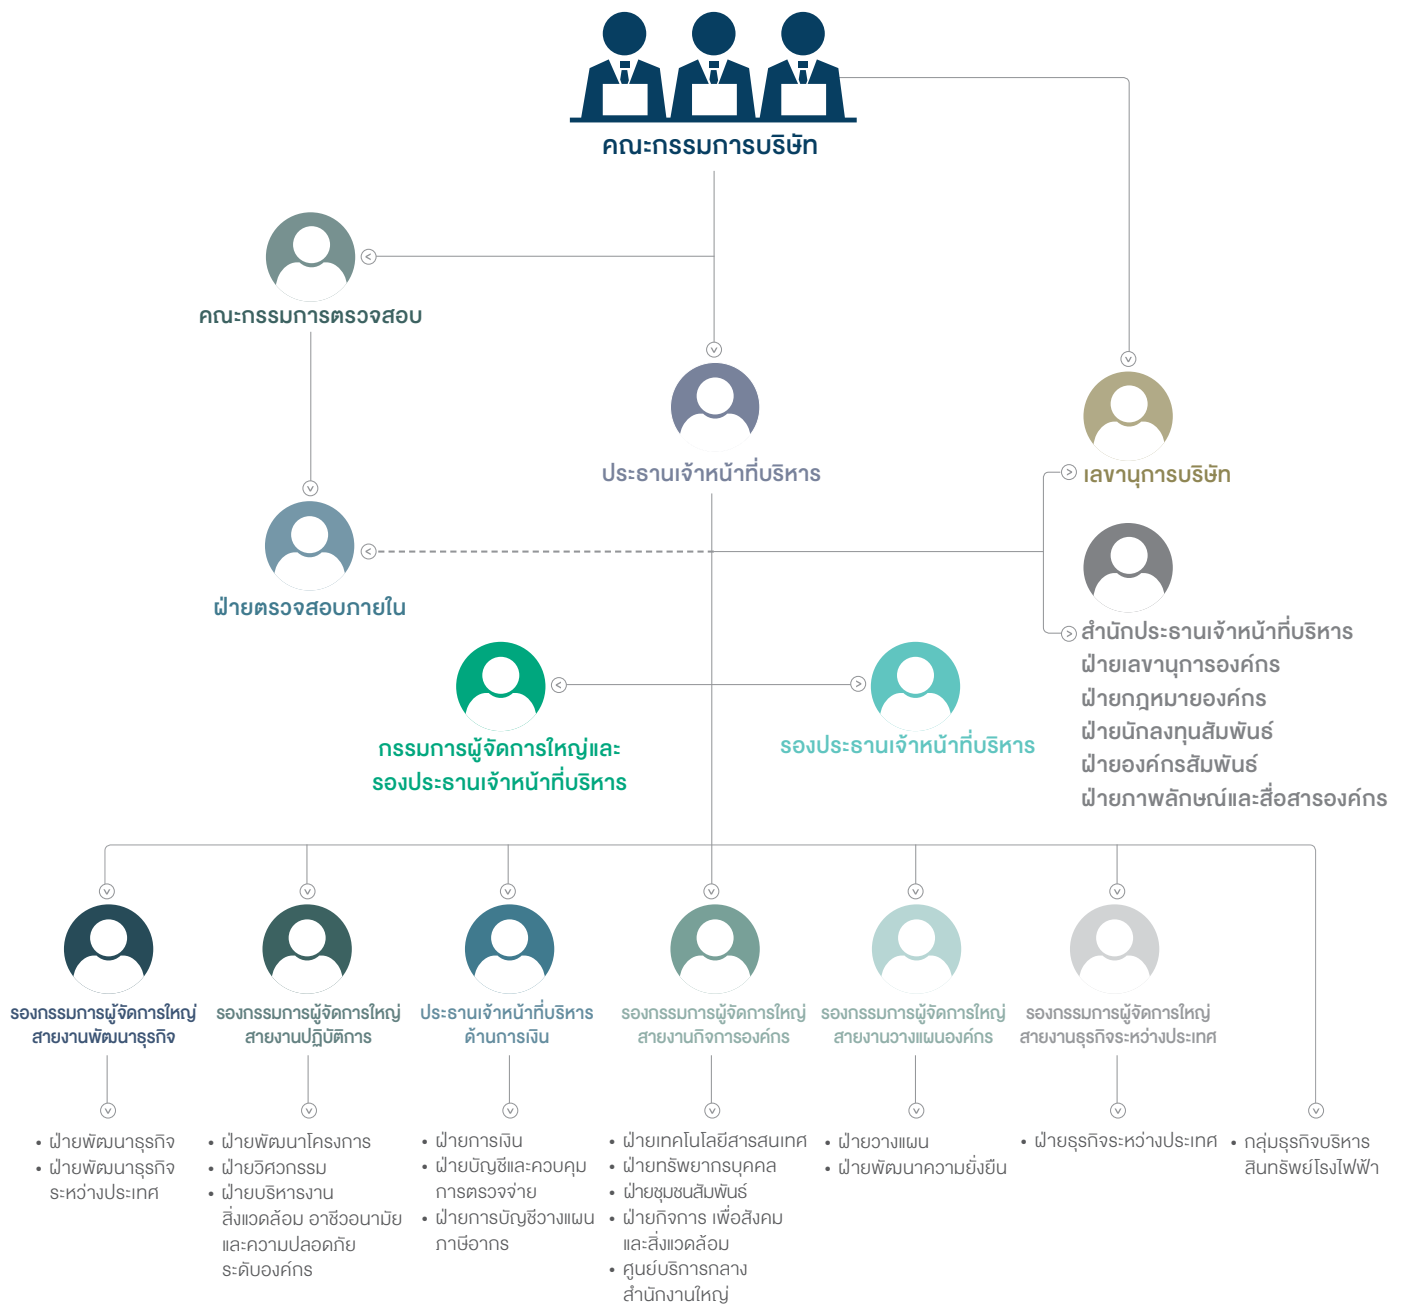 คณะกรรมการบริษัท
คณะกรรมการตรวจสอบ
ประธานเจ้าหน้าที่บริหาร
เลขานุการบริษัท
ฝ่ายตรวจสอบภายใน
สำนักประธานเจ้าหน้าที่บริหาร
ฝ่ายเลขานุการองค์กร
ฝ่ายกฎหมายองค์กร
ฝ่ายนักลงทุนสัมพันธ์
ฝ่ายองค์กรสัมพันธ์
ฝ่ายภาพลักษณ์และสื่อสารองค์กร
กรรมการผู้จัดการใหญ่และ
รองประธานเจ้าหน้าที่บริหาร
รองประธานเจ้าหน้าที่บริหาร
รองกรรมการผู้จัดการใหญ่
สายงานพัฒนาธุรกิจ
• ฝ่ายพัฒนาธุรกิจ
• ฝ่ายพัฒนาธุรกิจ
ระหว่างประเทศ
รองกรรมการผู้จัดการใหญ่
สายงานปฏิบัติการ
• ฝ่ายพัฒนาโครงการ
• ฝ่ายวิศวกรรม
• ฝ่ายบริหารงาน
สิ่งแวดล้อม อาชีวอนามัย
และความปลอดภัย
ระดับองค์กร
ประธานเจ้าหน้าที่บริหาร
ด้านการเงิน
• ฝ่ายการเงิน
• ฝ่ายบัญชีและควบคุม
การตรวจจ่าย
• ฝ่ายการบัญชีวางแผน
ภาษีอากร
รองกรรมการผู้จัดการใหญ่
สายงานกิจการองค์กร
• ฝ่ายเทคโนโลยีสารสนเทศ
• ฝ่ายทรัพยากรบุคคล
• ฝ่ายชุมชนสัมพันธ์
• ฝ่ายกิจการ เพื่อสังคม
และสิ่งแวดล้อม
• ศูนย์บริการกลาง
สำนักงานใหญ่
รองกรรมการผู้จัดการใหญ่
สายงานวางแผนองค์กร
• ฝ่ายวางแผน
• ฝ่ายพัฒนาความยั่งยืน
รองกรรมการผู้จัดการใหญ่
สายงานธุรกิจระหว่างประเทศ
• ฝ่ายธุรกิจระหว่างประเทศ
• กลุ่มธุรกิจบริหาร
สินทรัพย์โรงไฟฟ้า